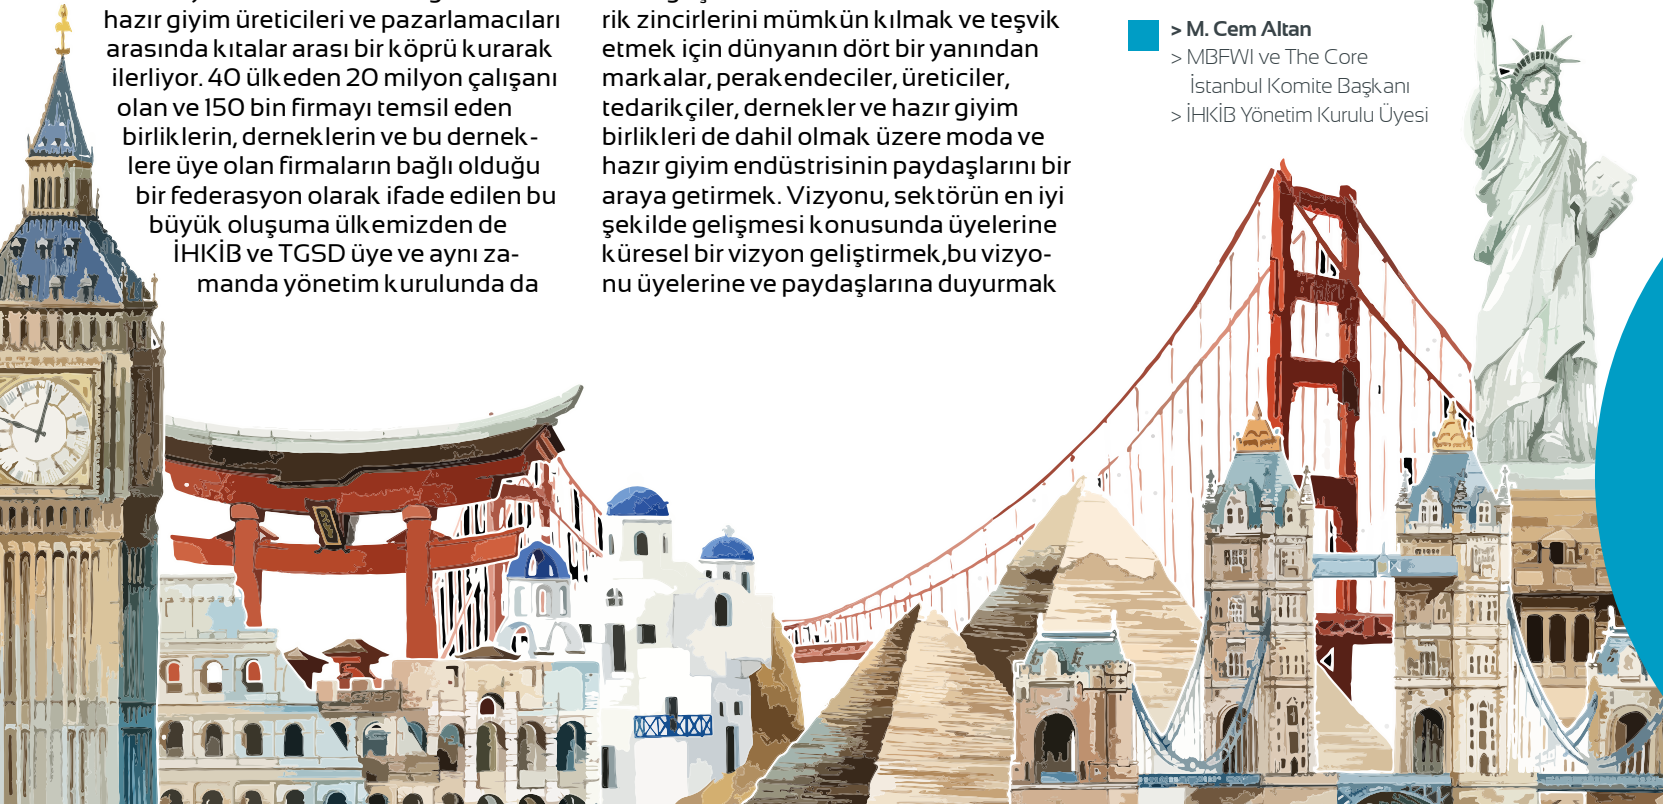 hazır giyim üreticileri ve pazarlamacıları
arasında kıtalar arası bir köprü kurarak
ilerliyor. 40 ülkeden 20 milyon çalışanı
olan ve 150 bin firmayı temsil eden
birliklerin, derneklerin ve bu dernek-
lere üye olan firmaların bağlı olduğu
bir federasyon olarak ifade edilen bu
büyük oluşuma ülkemizden de
İHKİB ve TGSD üye ve aynı za-
manda yönetim kurulunda da
rik zincirlerini mümkün kılmak ve teşvik
etmek için dünyanın dört bir yanından
markalar, perakendeciler, üreticiler,
tedarikçiler, dernekler ve hazır giyim
birlikleri de dahil olmak üzere moda ve
hazır giyim endüstrisinin paydaşlarını bir
araya getirmek. Vizyonu, sektörün en iyi
şekilde gelişmesi konusunda üyelerine
küresel bir vizyon geliştirmek,bu vizyo-
nu üyelerine ve paydaşlarına duyurmak
> M. Cem Altan
> MBFWI ve The Core
İstanbul Komite Başkanı
> İHKİB Yönetim Kurulu Üyesi